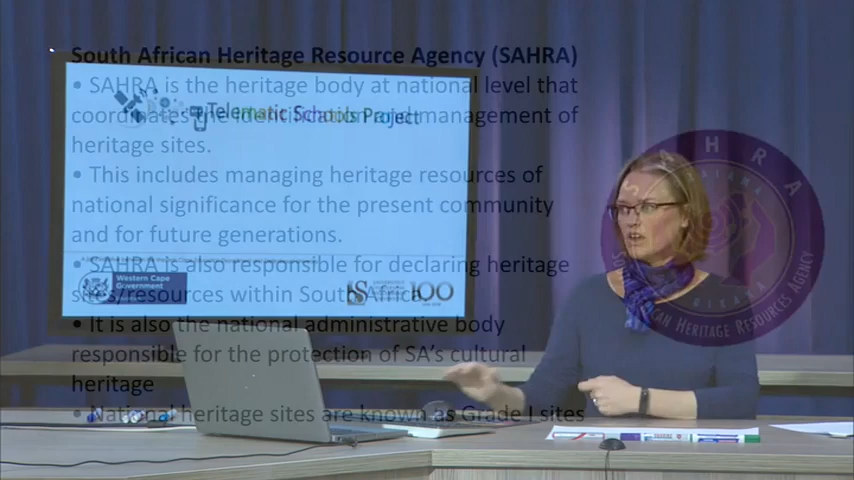 South African Heritage Resource Agency (SAHRA)
• SAHRA is the heritage body at national level that
coordinates the identification and management of
heritage sites.
• This includes managing heritage resources of
national significance for the present community
and for future generations.
• SAHRA is also responsible for declaring heritage
sites/resources within South Africa
• It is also the national administrative body
responsible for the protection of SA's cultural
heritage
• National heritage sites are known as Grade I sites
Telematic Schools Project
Western Cape
Government
100
SAHRA
AFRICAN HERITAGE RESOURCES AGENCY